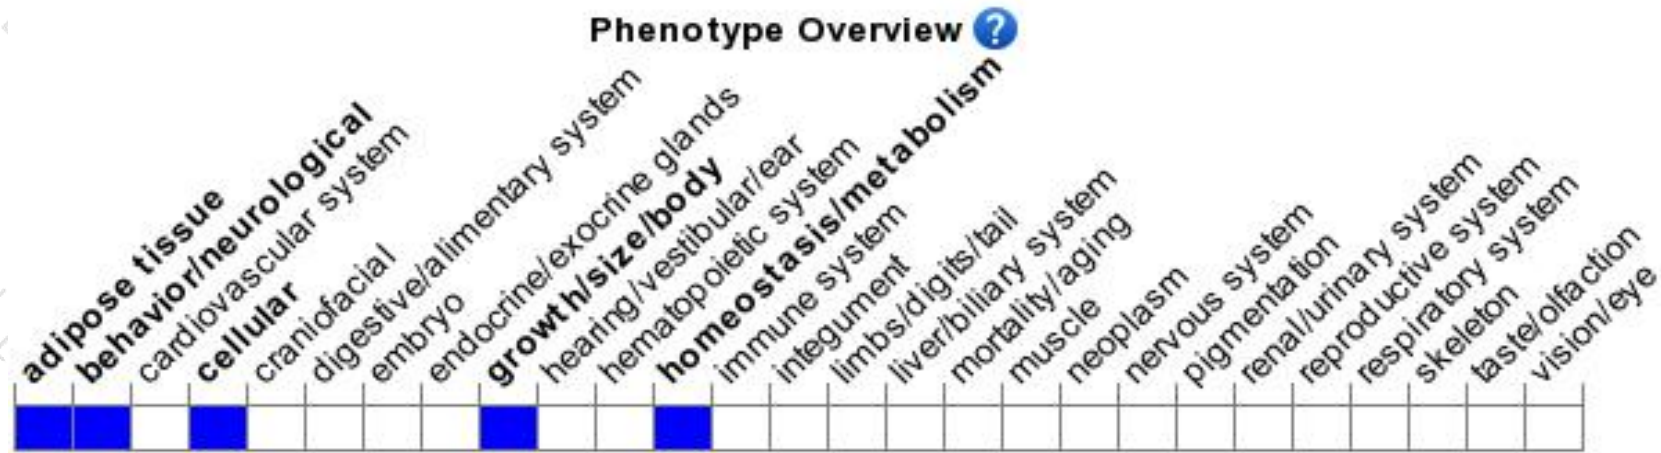 Phenotype Overview ?
adipose tissue
behavior/neurological
cardiovascular system
cellular
craniofacial
digestive/alimentary system
embryo
endocrine/exocrine glands
growth/size/body
hearing/vestibular/ear
hematopoietic system
homeostasis/metabolism
immune system
integument
limbs/digits/tail
liver/biliary system
mortality/aging
muscle
neoplasm
nervous system
pigmentation
renal/urinary system
reproductive system
respiratory system
skeleton
taste/olfaction
vision/eye